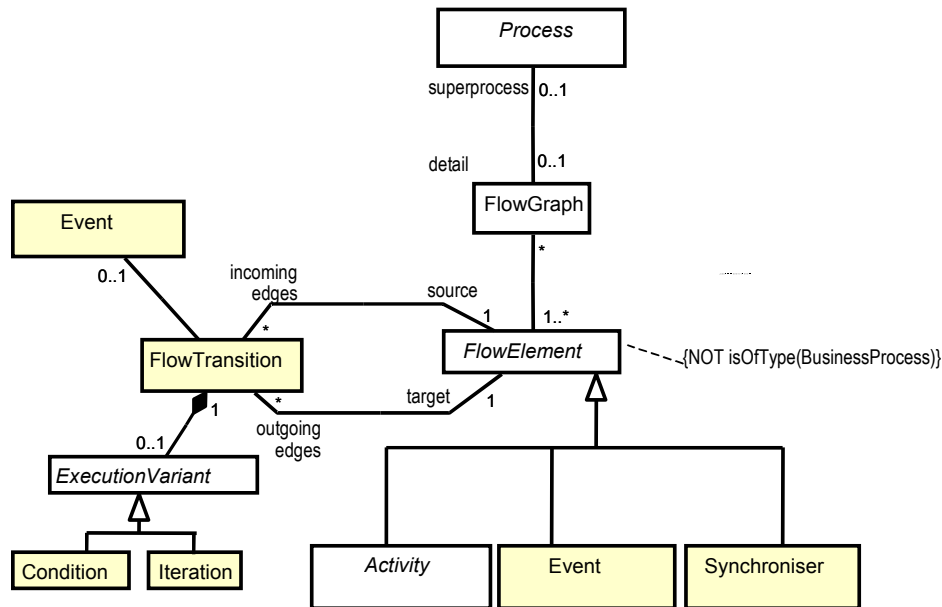 Process
superprocess
0..1
detail
0..1
FlowGraph
Event
0..1
*
incoming
edges
source
*
1
1..*
FlowTransition
FlowElement
{NOT isOfType(BusinessProcess)}
*
target
1
1
outgoing
edges
0..1
ExecutionVariant
Condition
Iteration
Activity
Event
Synchroniser